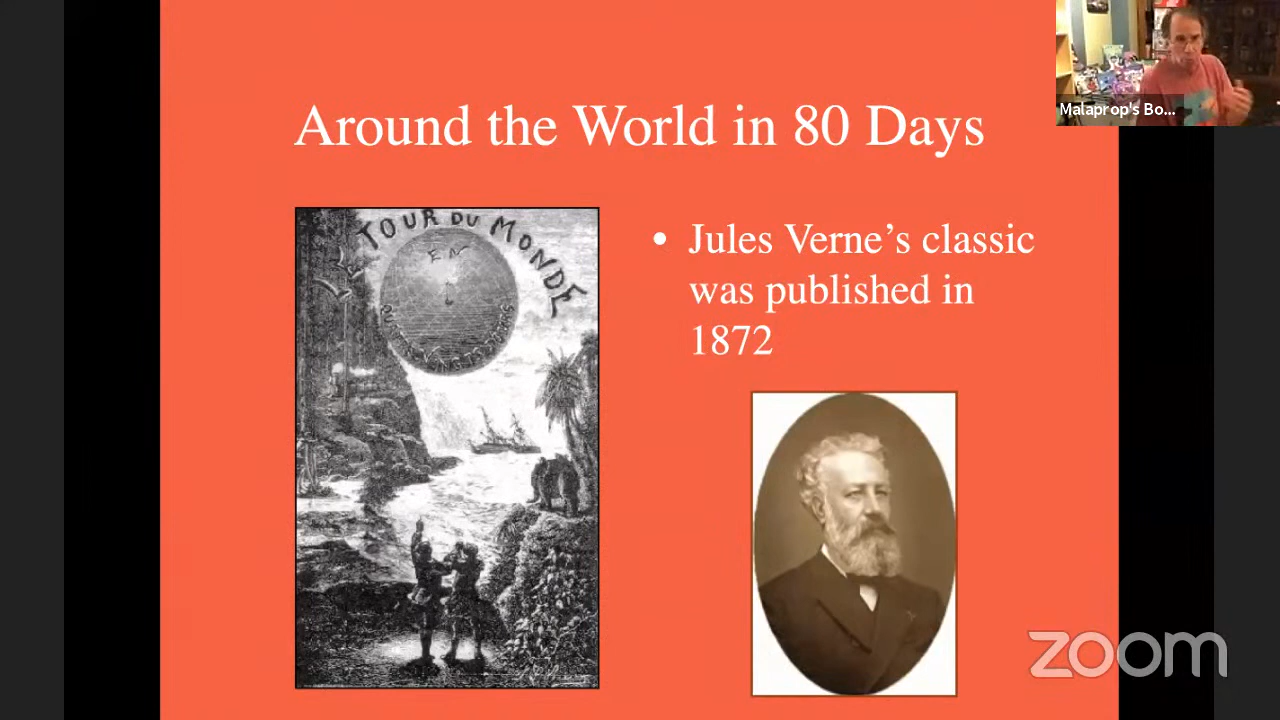 Malaprop's Bo...
Around the World in 80 Days
LE TOUR DU MONDE
EN
• Jules Verne’s classic
was published in
1872
zoom